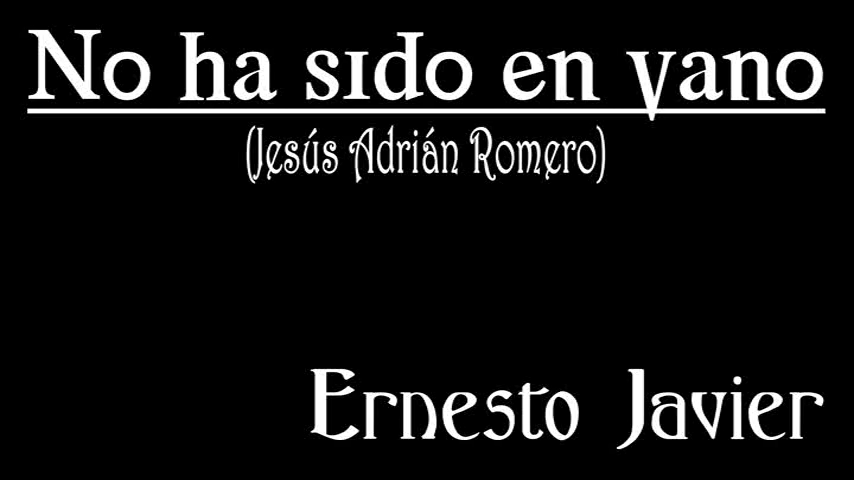 No ha sido en vano
(Jesús Adrián Romero)
Ernesto Javier